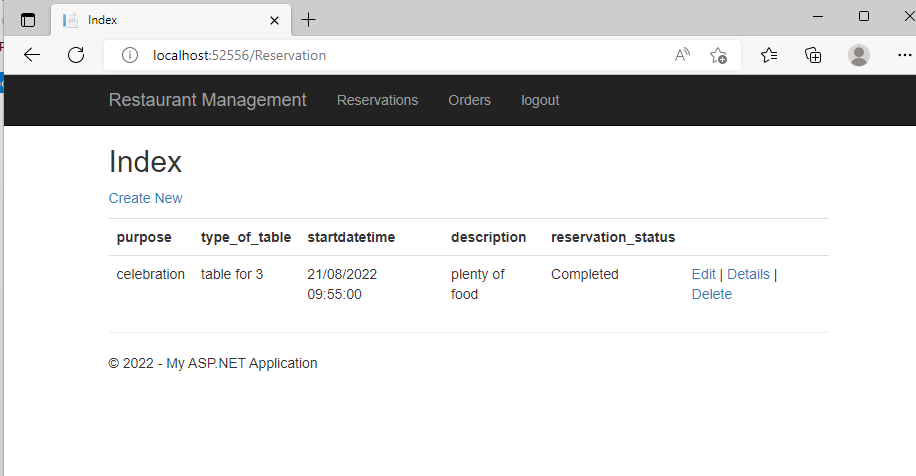 Index
localhost:52556/Reservation
Restaurant Management Reservations Orders logout
Index
Create New
purpose type_of_table startdatetime description reservation_status
celebration table for 3 21/08/2022 plenty of Completed Edit | Details |
09:55:00 food Delete
© 2022 - My ASP.NET Application